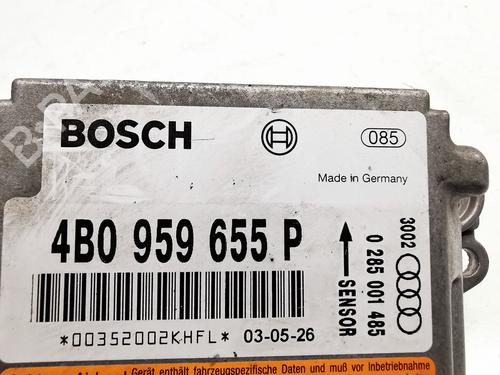 BOSCH
085
Made in Germany
4B0 959 655 P
*00352002KHFL* 03-05-26
SENSOR
0 285 001 485
3002
Gerät enthält fahrzeugspezifische Daten und muß vor Inbetriebnahme